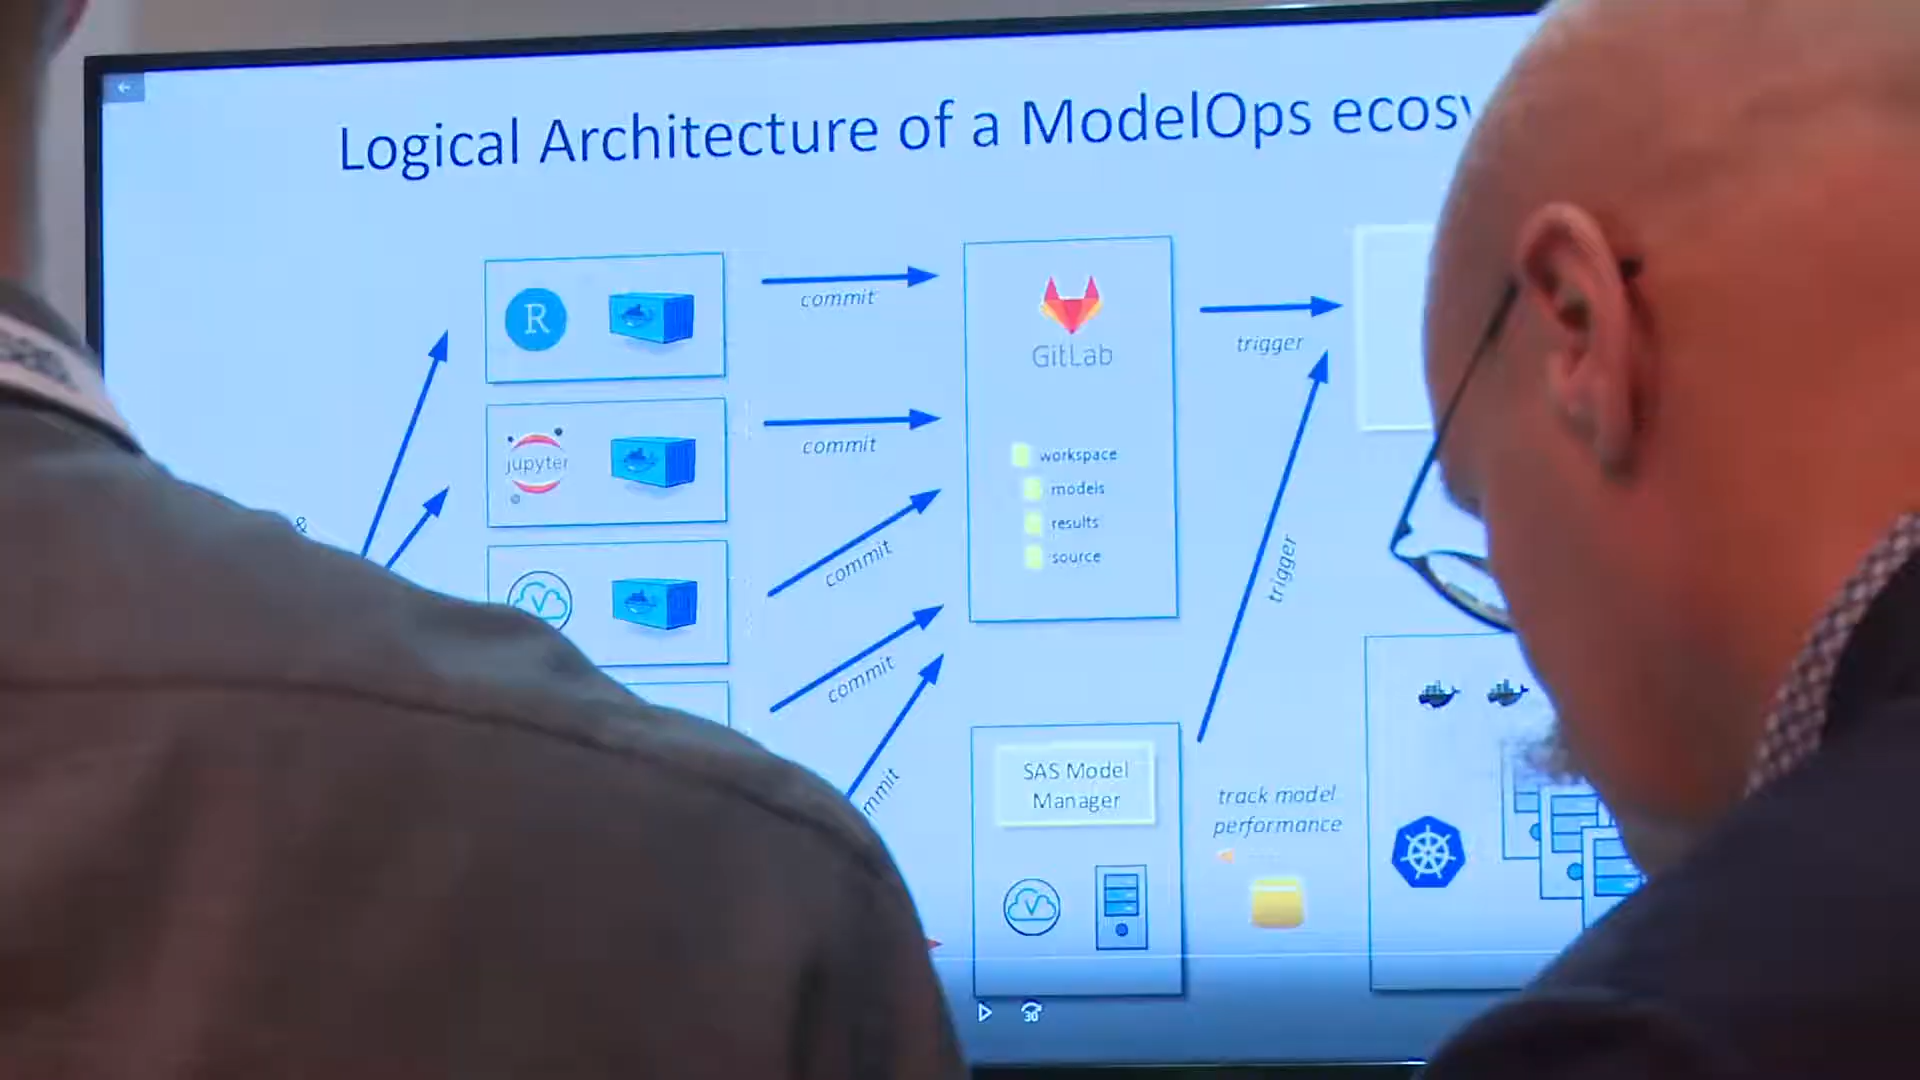 Logical Architecture of a ModelOps
R
commit
GitLab
trigger
jupyter
commit
workspace
models
results
source
&
commit
trigger
commit
SAS Model
Manager
track model
performance
V
30